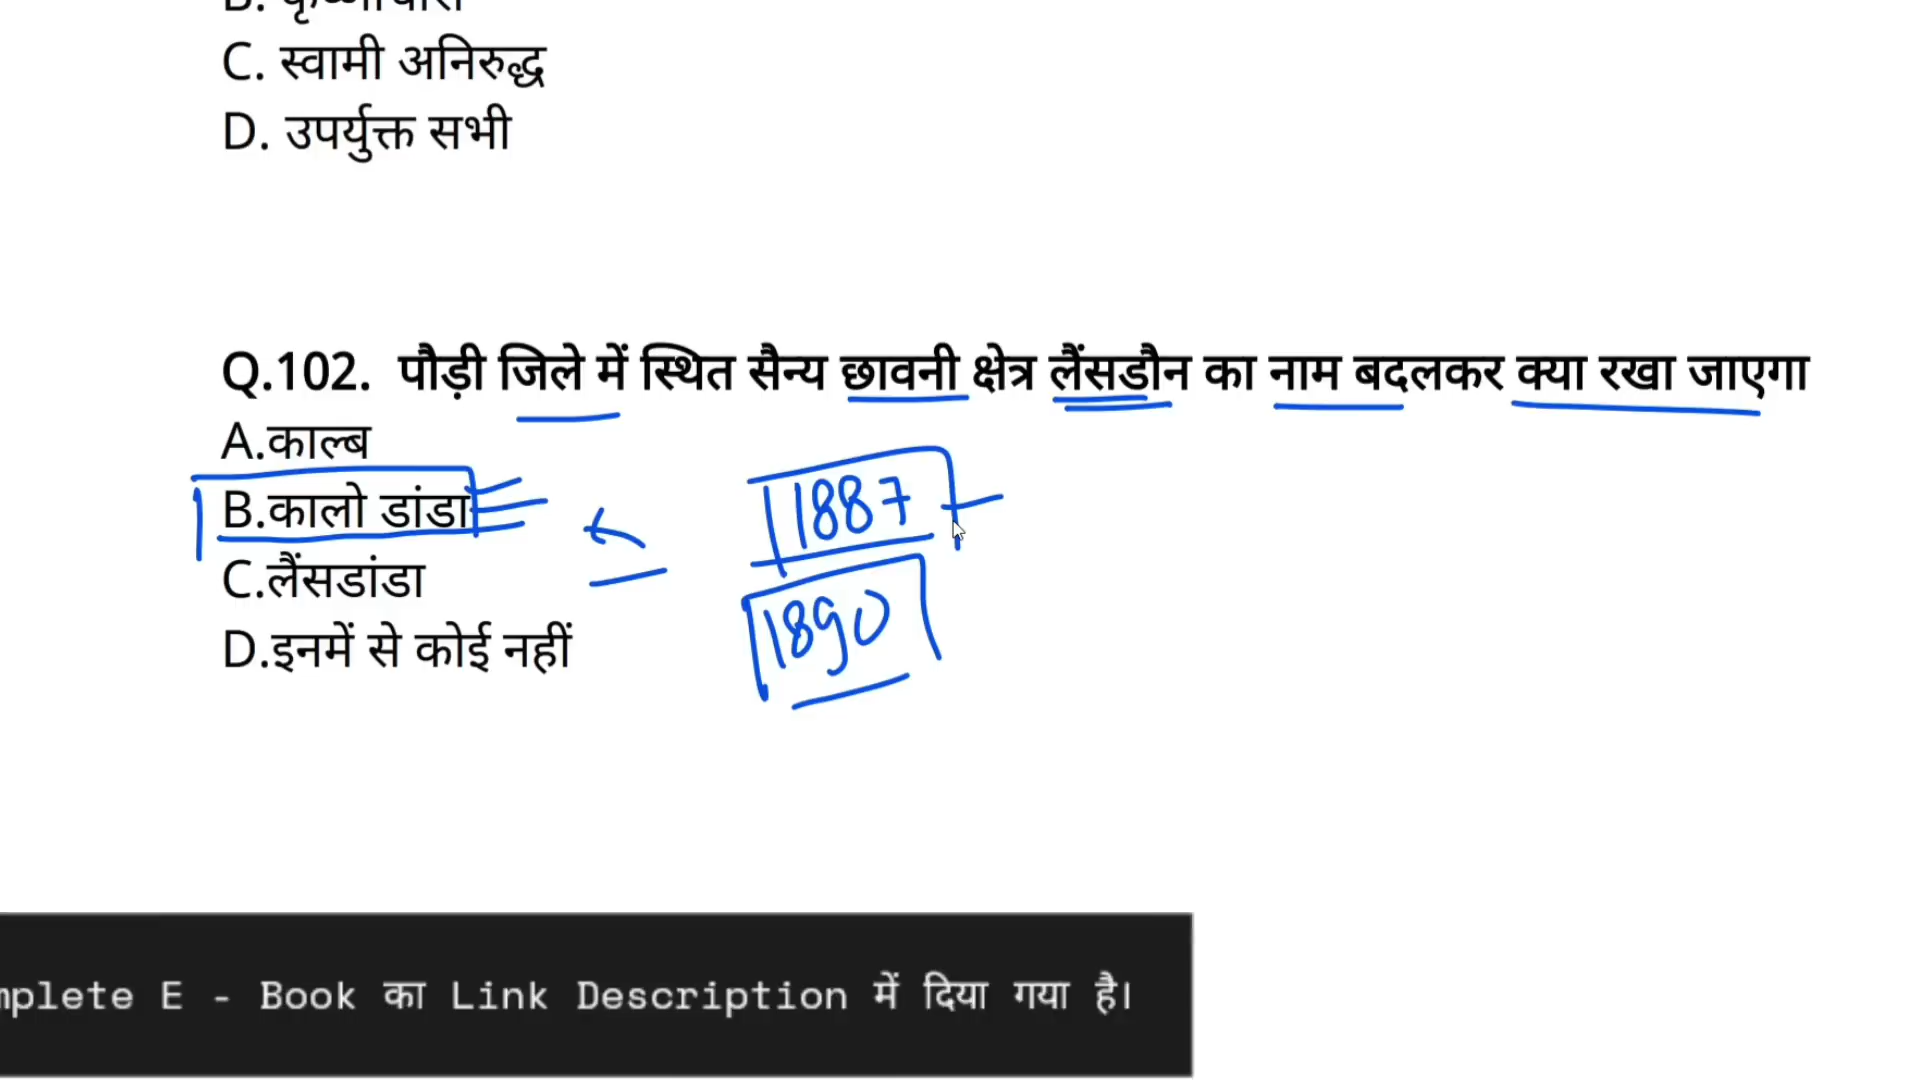 C. स्वामी अनिरुद्ध
D. उपर्युक्त सभी
Q.102. पौड़ी जिले में स्थित सैन्य छावनी क्षेत्र लैंसडौन का नाम बदलकर क्या रखा जाएगा
A.काल्ब
B.कालो डांडा
1887
C.लैंसडांडा
1890
D.इनमें से कोई नहीं
mplete E - Book का Link Description में दिया गया है।